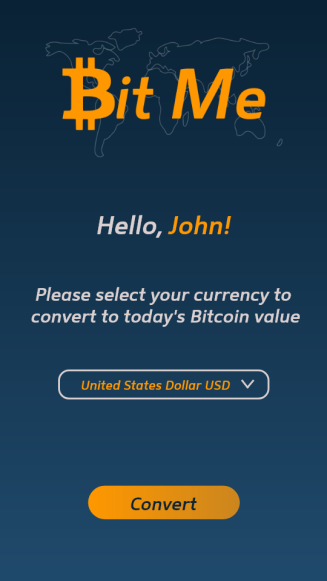 Bit Me
Hello, John!
Please select your currency to
convert to today's Bitcoin value
United States Dollar USD
Convert